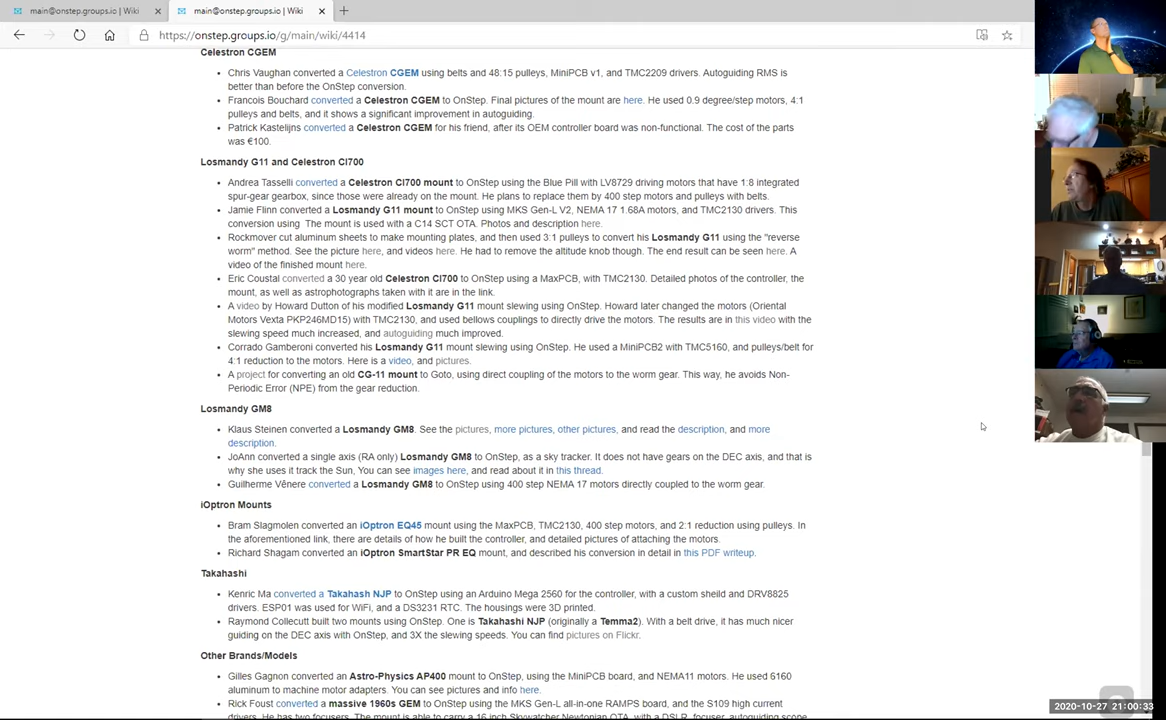 main@onstep.groups.io | Wiki
main@onstep.groups.io | Wiki
https://onstep.groups.io/g/main/wiki/4414
Celestron CGEM
• Chris Vaughan converted a Celestron CGEM using belts and 48:15 pulleys, MiniPCB v1, and TMC2209 drivers. Autoguiding RMS is
better than before the OnStep conversion.
• Francois Bouchard converted a Celestron CGEM to OnStep. Final pictures of the mount are here. He used 0.9 degree/step motors, 4:1
pulleys and belts, and it shows a significant improvement in autoguiding.
• Patrick Kastelijns converted a Celestron CGEM for his friend, after its OEM controller board was non-functional. The cost of the parts
was €100.
Losmandy G11 and Celestron CI700
• Andrea Tasselli converted a Celestron CI700 mount to OnStep using the Blue Pill with LV8729 driving motors that have 1:8 integrated
spur-gear gearbox, since those were already on the mount. He plans to replace them by 400 step motors and pulleys with belts.
• Jamie Flinn converted a Losmandy G11 mount to OnStep using MKS Gen-L V2, NEMA 17 1.68A motors, and TMC2130 drivers. This
conversion using  The mount is used with a C14 SCT OTA. Photos and description here.
• Rockmover cut aluminum sheets to make mounting plates, and then used 3:1 pulleys to convert his Losmandy G11 using the "reverse
worm" method. See the picture here, and videos here. He had to remove the altitude knob though. The end result can be seen here. A
video of the finished mount here.
• Eric Coustal converted a 30 year old Celestron CI700 to OnStep using a MaxPCB, with TMC2130. Detailed photos of the controller, the
mount, as well as astrophotographs taken with it are in the link.
• A video by Howard Dutton of his modified Losmandy G11 mount slewing using OnStep. Howard later changed the motors (Oriental
Motors Vexta PKP246MD15) with TMC2130, and used bellows couplings to directly drive the motors. The results are in this video with the
slewing speed much increased, and autoguiding much improved.
• Corrado Gamberoni converted his Losmandy G11 mount slewing using OnStep. He used a MiniPCB2 with TMC5160, and pulleys/belt for
4:1 reduction to the motors. Here is a video, and pictures.
• A project for converting an old CG-11 mount to Goto, using direct coupling of the motors to the worm gear. This way, he avoids Non-
Periodic Error (NPE) from the gear reduction.
Losmandy GM8
• Klaus Steinen converted a Losmandy GM8. See the pictures, more pictures, other pictures, and read the description, and more
description.
• JoAnn converted a single axis (RA only) Losmandy GM8 to OnStep, as a sky tracker. It does not have gears on the DEC axis, and that is
why she uses it track the Sun, You can see images here, and read about it in this thread.
• Guilherme Vênere converted a Losmandy GM8 to OnStep using 400 step NEMA 17 motors directly coupled to the worm gear.
iOptron Mounts
• Bram Slagmolen converted an iOptron EQ45 mount using the MaxPCB, TMC2130, 400 step motors, and 2:1 reduction using pulleys. In
the aforementioned link, there are details of how he built the controller, and detailed pictures of attaching the motors.
• Richard Shagam converted an iOptron SmartStar PR EQ mount, and described his conversion in detail in this PDF writeup.
Takahashi
• Kenric Ma converted a Takahash NJP to OnStep using an Arduino Mega 2560 for the controller, with a custom sheild and DRV8825
drivers. ESP01 was used for WiFi, and a DS3231 RTC. The housings were 3D printed.
• Raymond Collecutt built two mounts using OnStep. One is Takahashi NJP (originally a Temma2). With a belt drive, it has much nicer
guiding on the DEC axis with OnStep, and 3X the slewing speeds. You can find pictures on Flickr.
Other Brands/Models
• Gilles Gagnon converted an Astro-Physics AP400 mount to OnStep, using the MiniPCB board, and NEMA11 motors. He used 6160
aluminum to machine motor adapters. You can see pictures and info here.
• Rick Foust converted a massive 1960s GEM to OnStep using the MKS Gen-L all-in-one RAMPS board, and the S109 high current
drivers. He has two focusers. The mount is able to carry a 16 inch Skywatcher Newtonian OTA, with a DSLR, focuser, autoguiding scope
2020-10-27 21:00:33